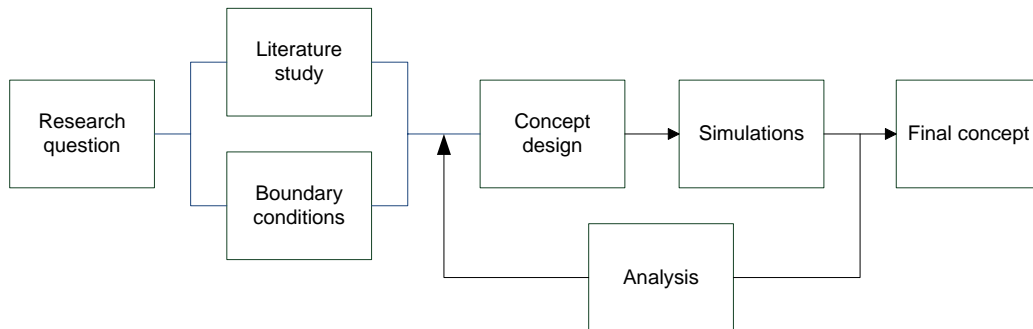 Research
question
Literature
study
Boundary
conditions
Concept
design
Simulations
Final concept
Analysis